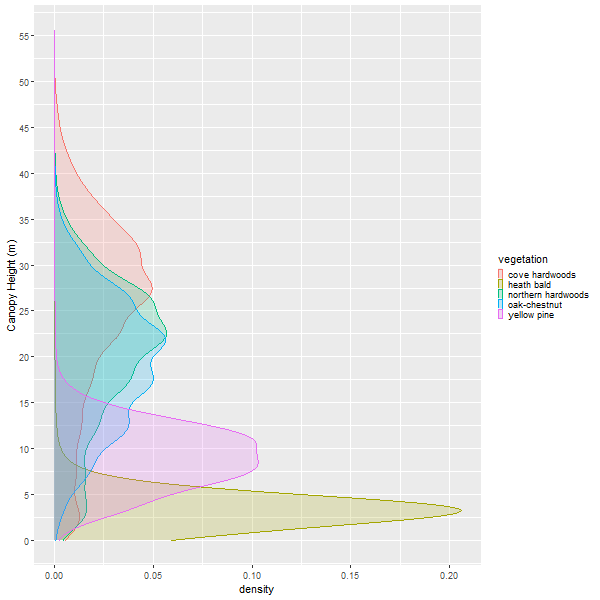 55
50
45
40
35
30
25
20
15
10
5
0
Canopy Height (m)
0.00 0.05 0.10 0.15 0.20
density
vegetation
cove hardwoods
heath bald
northern hardwoods
oak-chestnut
yellow pine